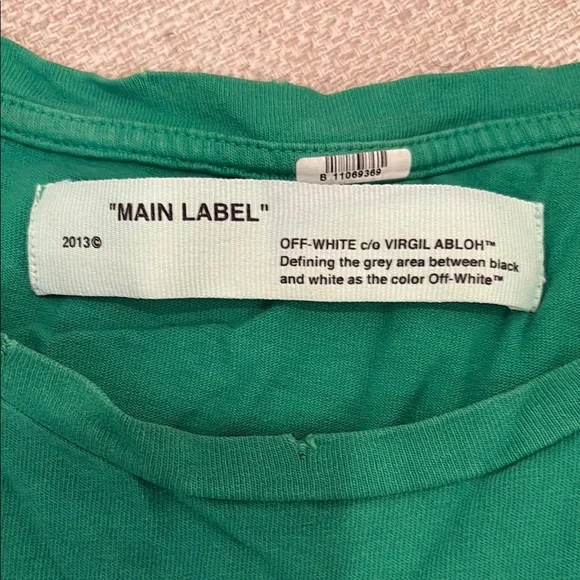 B 11069369
"MAIN LABEL"
2013©
OFF-WHITE c/o VIRGIL ABLOH™
Defining the grey area between black
and white as the color Off-White™